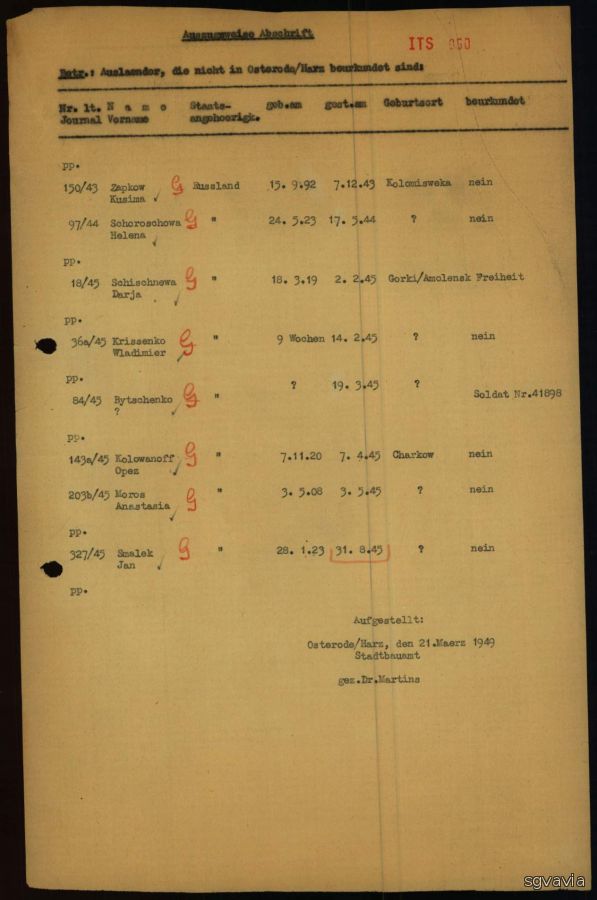 Auszugsweise Abschrift
ITS 060
Betr.: Auslaender, die nicht in Osterode/Harz beurkundet sind:
Nr. lt. N a m e Staats- geb.am gest.am Geburtsort beurkundet
Journal Vorname angehoerigk.
pp.
150/43 Zapkow G Russland 15. 9.92 7.12.43 Kolomisweka nein
Kusima
97/44 Schoroschowa G " 24. 5.23 17. 5.44 ? nein
Helena
pp.
18/45 Schischnewa G " 18. 3.19 2. 2.45 Gorki/Amolensk Freiheit
Darja
pp.
36a/45 Krissenko G " 9 Wochen 14. 2.45 ? nein
Wladimier
pp.
84/45 Bytschenko G " ? 19. 3.45 ? Soldat Nr.41898
?
pp.
143a/45 Kolowanoff G " 7.11.20 7. 4.45 Charkow nein
Opez
203b/45 Moros G " 3. 5.08 3. 5.45 ? nein
Anastasia
pp.
327/45 Smalek G " 28. 1.23 31. 8.45 ? nein
Jan
pp.
Aufgestellt:
Osterode/Harz, den 21.Maerz 1949
Stadtbauamt
gez.Dr.Martins
sgvavia